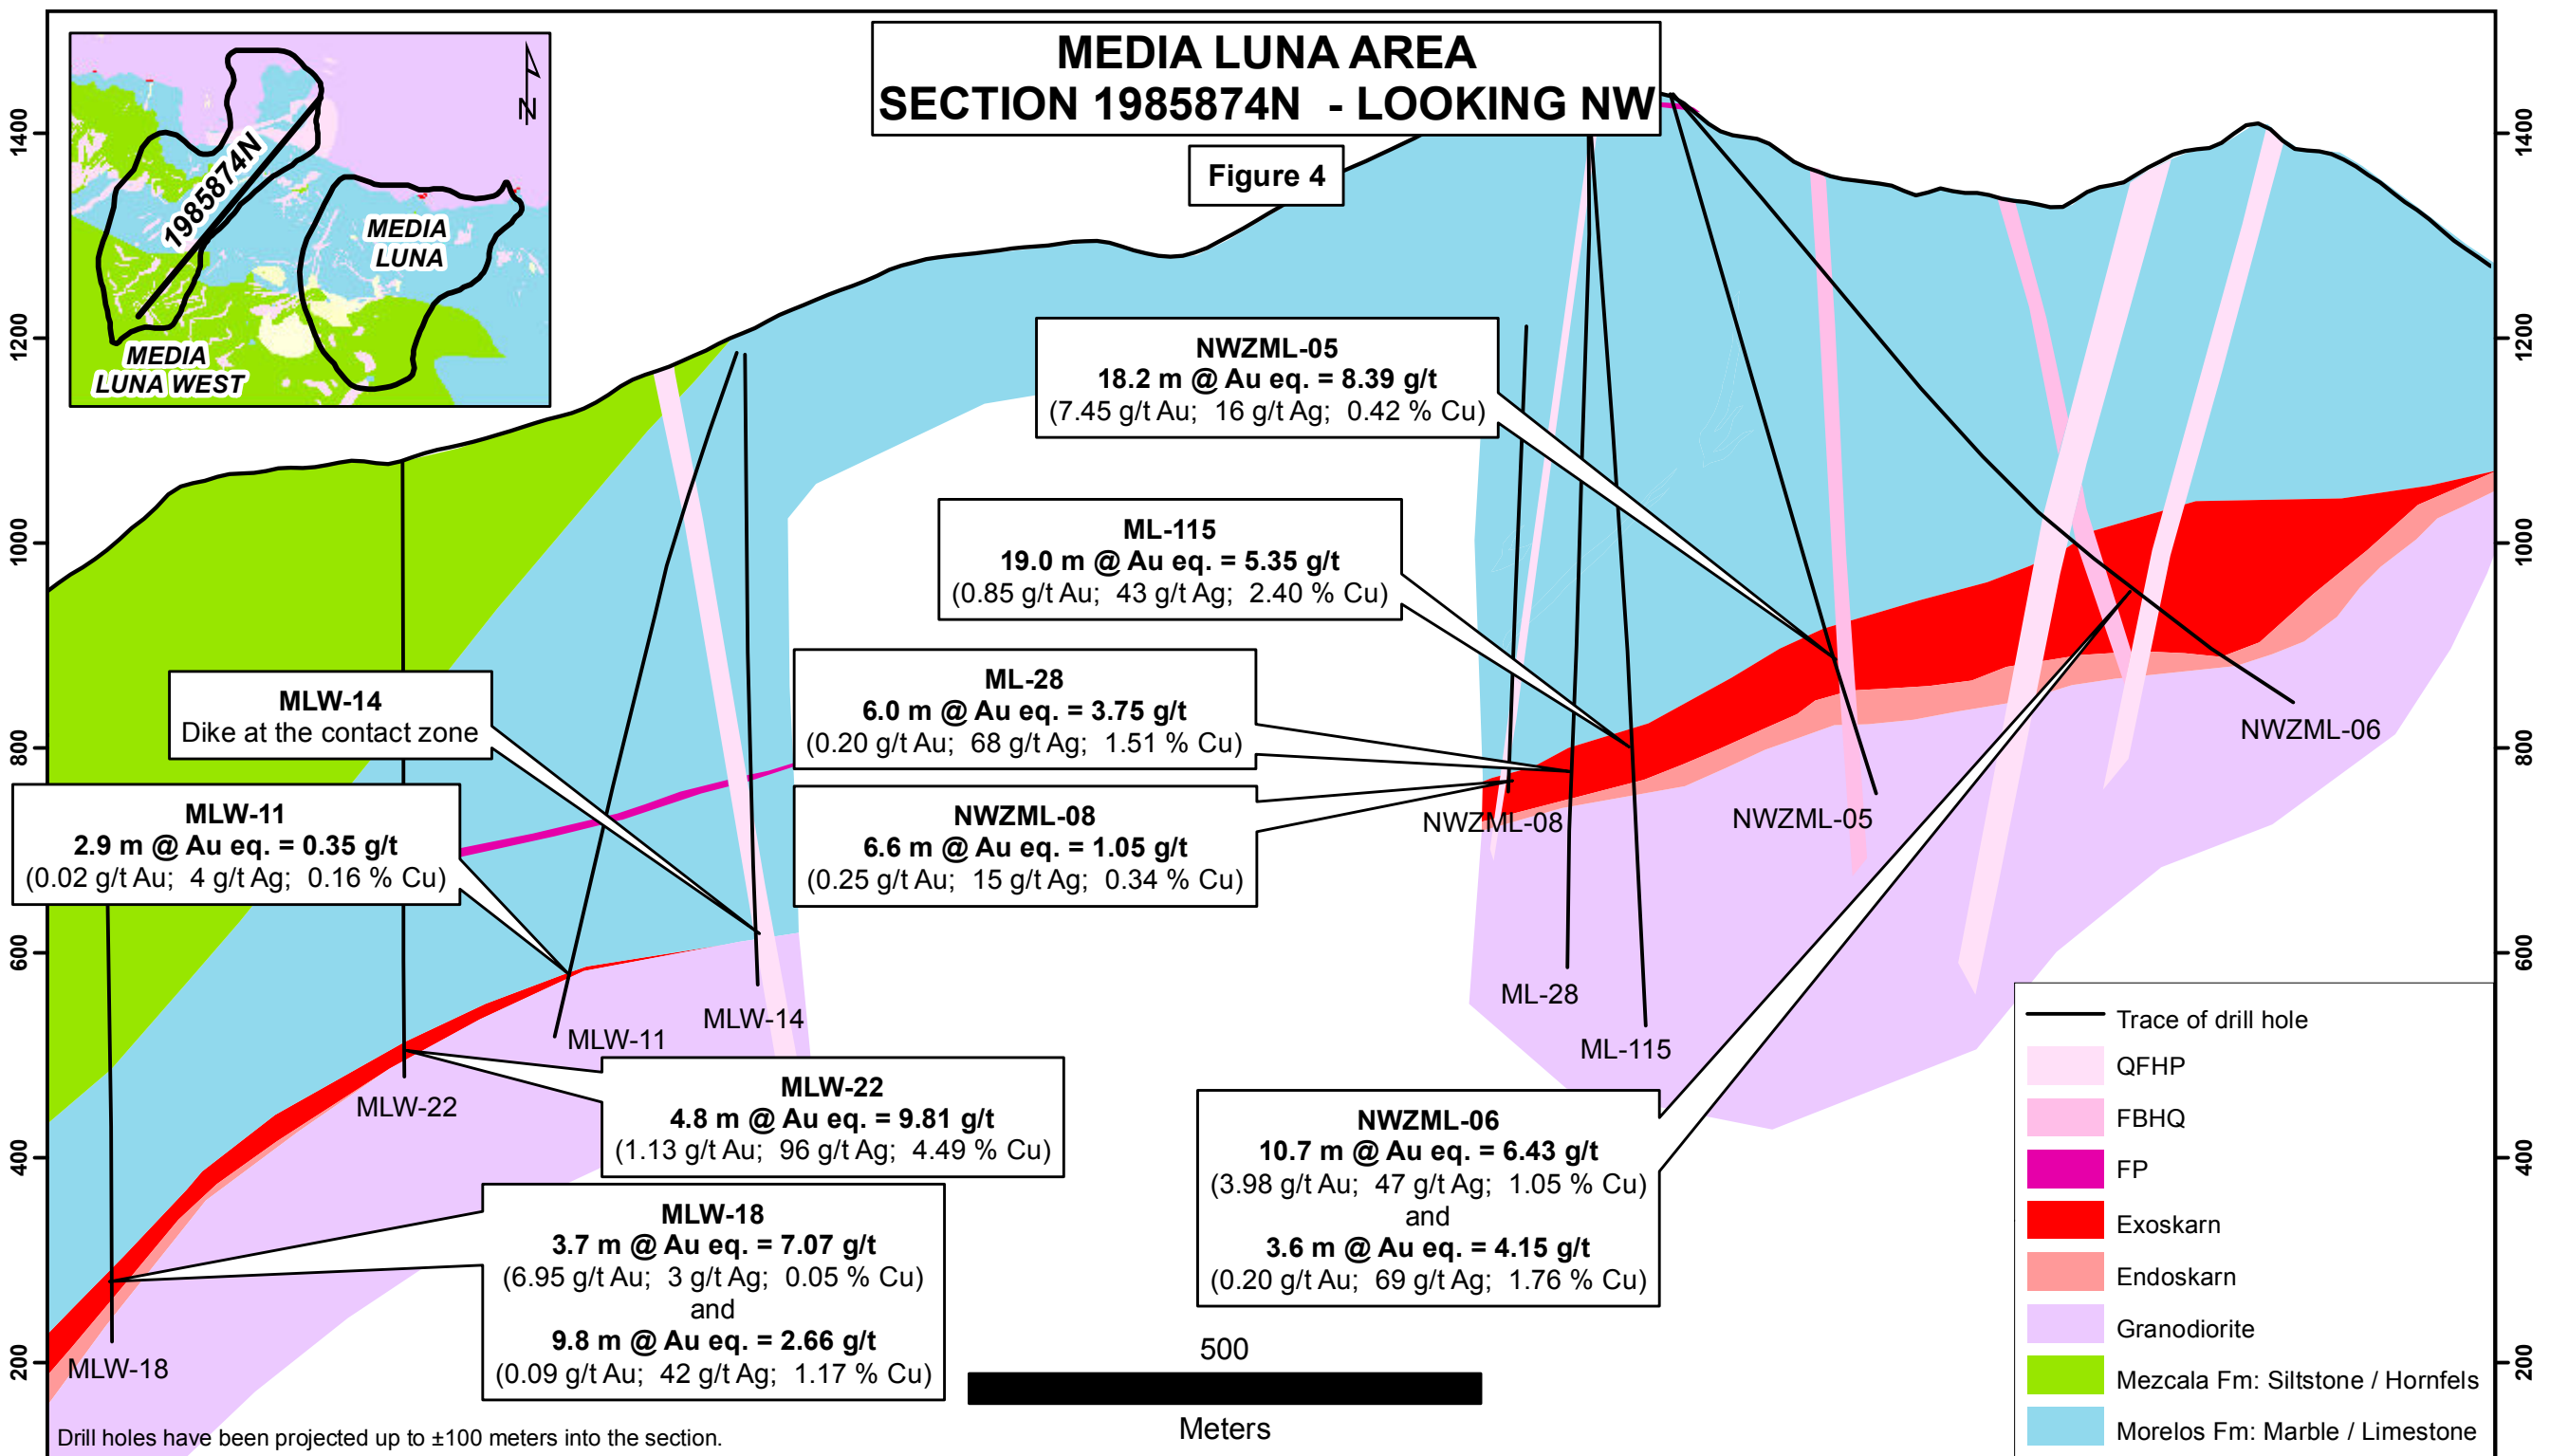 MEDIA LUNA AREA
SECTION 1985874N - LOOKING NW
Figure 4
N
1985874N
MEDIA
LUNA
MEDIA
LUNA WEST
1400
1200
1000
800
600
400
200
1400
1200
1000
800
600
400
200
NWZML-05
18.2 m @ Au eq. = 8.39 g/t
(7.45 g/t Au; 16 g/t Ag; 0.42 % Cu)
ML-115
19.0 m @ Au eq. = 5.35 g/t
(0.85 g/t Au; 43 g/t Ag; 2.40 % Cu)
MLW-14
Dike at the contact zone
ML-28
6.0 m @ Au eq. = 3.75 g/t
(0.20 g/t Au; 68 g/t Ag; 1.51 % Cu)
MLW-11
2.9 m @ Au eq. = 0.35 g/t
(0.02 g/t Au; 4 g/t Ag; 0.16 % Cu)
NWZML-08
6.6 m @ Au eq. = 1.05 g/t
(0.25 g/t Au; 15 g/t Ag; 0.34 % Cu)
NWZML-06
NWZML-08
NWZML-05
ML-28
ML-115
MLW-14
MLW-11
MLW-22
MLW-18
MLW-22
4.8 m @ Au eq. = 9.81 g/t
(1.13 g/t Au; 96 g/t Ag; 4.49 % Cu)
MLW-18
3.7 m @ Au eq. = 7.07 g/t
(6.95 g/t Au; 3 g/t Ag; 0.05 % Cu)
and
9.8 m @ Au eq. = 2.66 g/t
(0.09 g/t Au; 42 g/t Ag; 1.17 % Cu)
NWZML-06
10.7 m @ Au eq. = 6.43 g/t
(3.98 g/t Au; 47 g/t Ag; 1.05 % Cu)
and
3.6 m @ Au eq. = 4.15 g/t
(0.20 g/t Au; 69 g/t Ag; 1.76 % Cu)
500
Meters
Trace of drill hole
QFHP
FBHQ
FP
Exoskarn
Endoskarn
Granodiorite
Mezcala Fm: Siltstone / Hornfels
Morelos Fm: Marble / Limestone
Drill holes have been projected up to ±100 meters into the section.